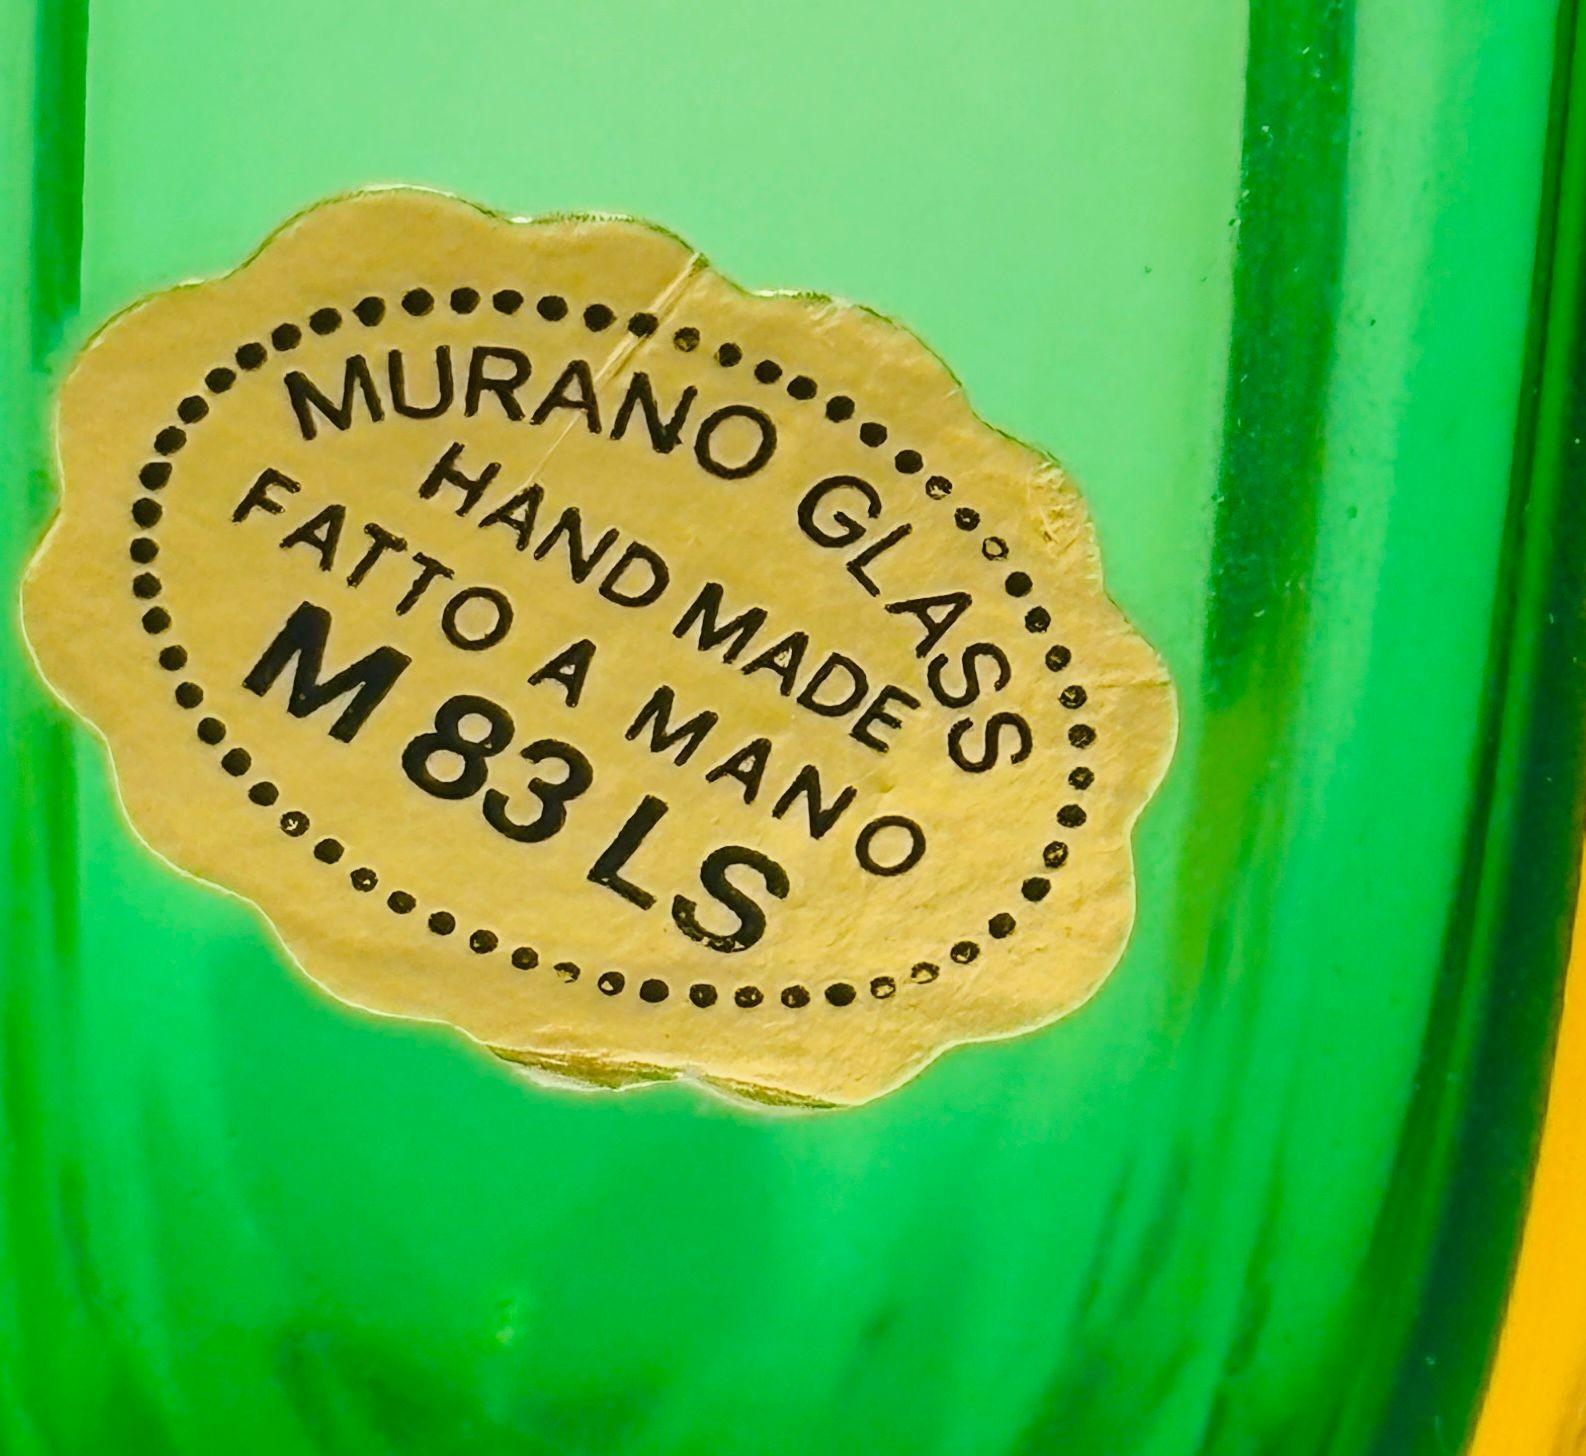 MURANO GLASS
HAND MADE
FATTO A MANO
M 83 LS